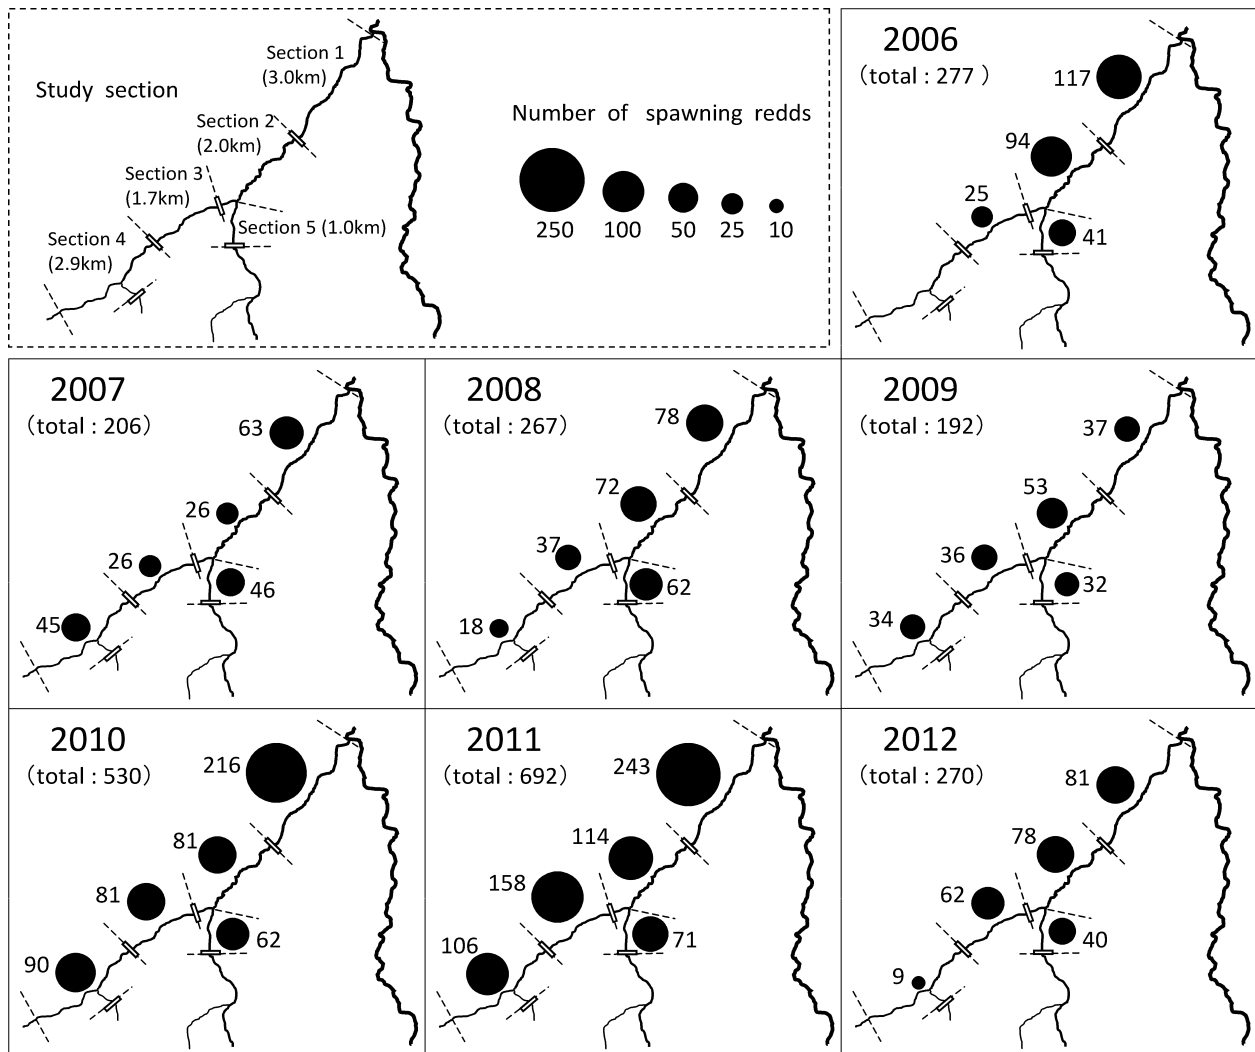 Study section
Section 1
(3.0km)
Section 2
(2.0km)
Section 3
(1.7km)
Section 4
(2.9km)
Section 5 (1.0km)
Number of spawning redds
250 100 50 25 10
2006
(total : 277 )
117
94
25
41
2007
(total : 206)
63
26
26
46
45
2008
(total : 267)
78
72
37
62
18
2009
(total : 192)
37
53
36
32
34
2010
(total : 530)
216
81
81
62
90
2011
(total : 692)
243
114
158
71
106
2012
(total : 270)
81
78
62
40
9